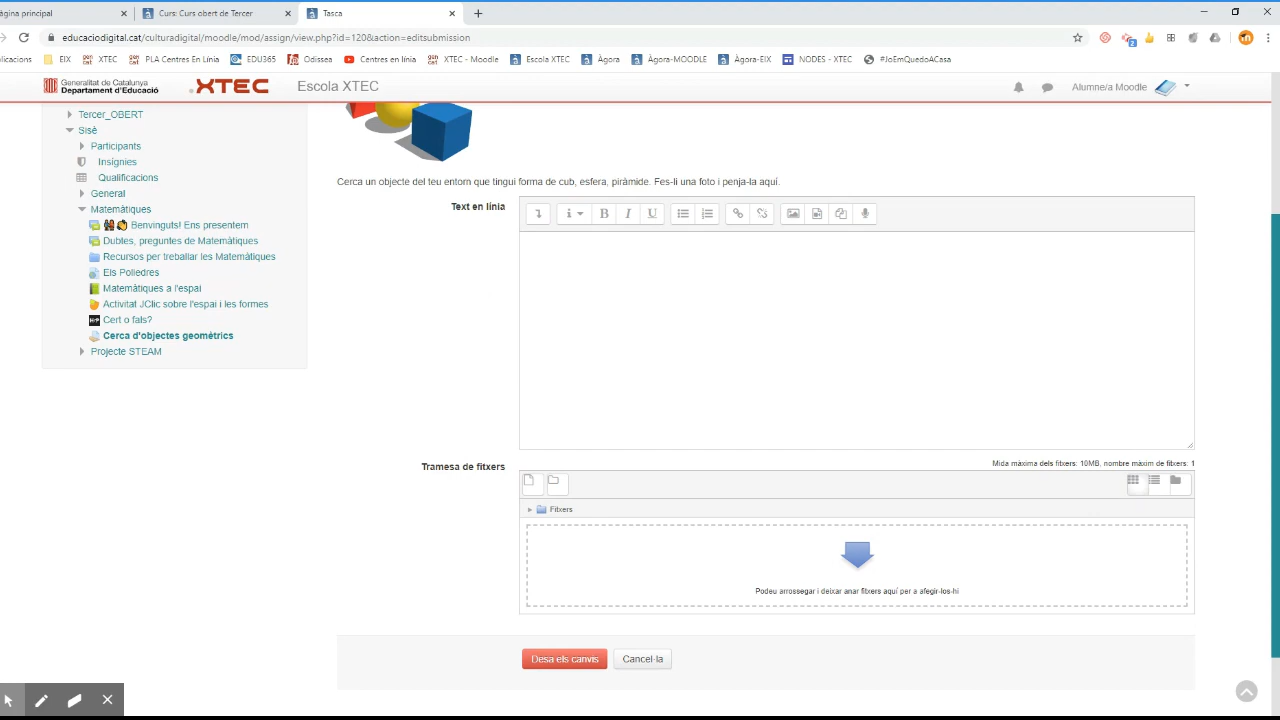 àgina principal
Curs: Curs obert de Tercer
Tasca
educaciodigital.cat/culturadigital/moodle/mod/assign/view.php?id=120&action=editsubmission
licacions
EIX
XTEC
PLA Centres En Línia
EDU365
Odissea
Centres en línia
XTEC - Moodle
Escola XTEC
Àgora
Àgora-MOODLE
Àgora-EIX
NODES - XTEC
#JoEmQuedoACasa
Generalitat de Catalunya
Departament d'Educació
XTEC
Escola XTEC
Alumne/a Moodle
Tercer_OBERT
Sisè
Participants
Insígnies
Qualificacions
General
Matemàtiques
Benvinguts! Ens presentem
Dubtes, preguntes de Matemàtiques
Recursos per treballar les Matemàtiques
Els Poliedres
Matemàtiques a l'espai
Activitat JClic sobre l'espai i les formes
Cert o fals?
Cerca d'objectes geomètrics
Projecte STEAM
Cerca un objecte del teu entorn que tingui forma de cub, esfera, piràmide. Fes-li una foto i penja-la aquí.
Text en línia
Tramesa de fitxers
Mida màxima dels fitxers: 10MB, nombre màxim de fitxers: 1
Fitxers
Podeu arrossegar i deixar anar fitxers aquí per a afegir-los-hi
Desa els canvis
Cancel·la